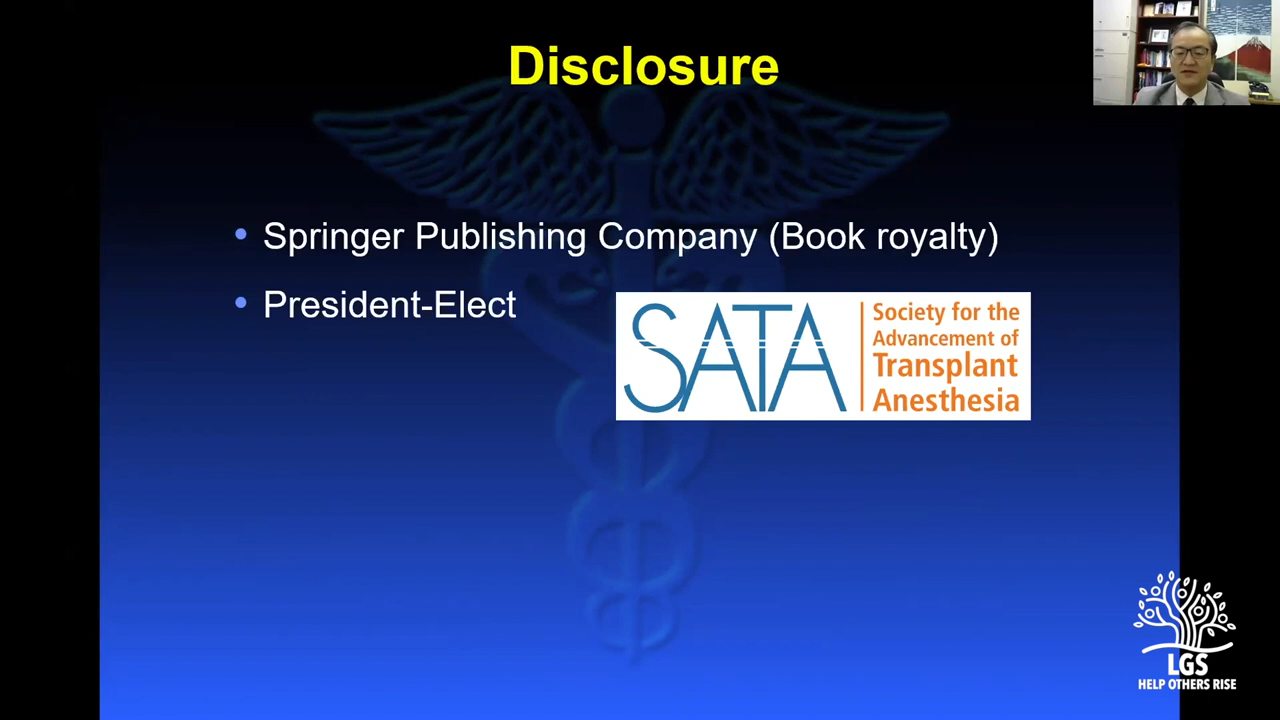 Disclosure
• Springer Publishing Company (Book royalty)
• President-Elect
SATA
Society for the
Advancement of
Transplant
Anesthesia
LGS
HELP OTHERS RISE